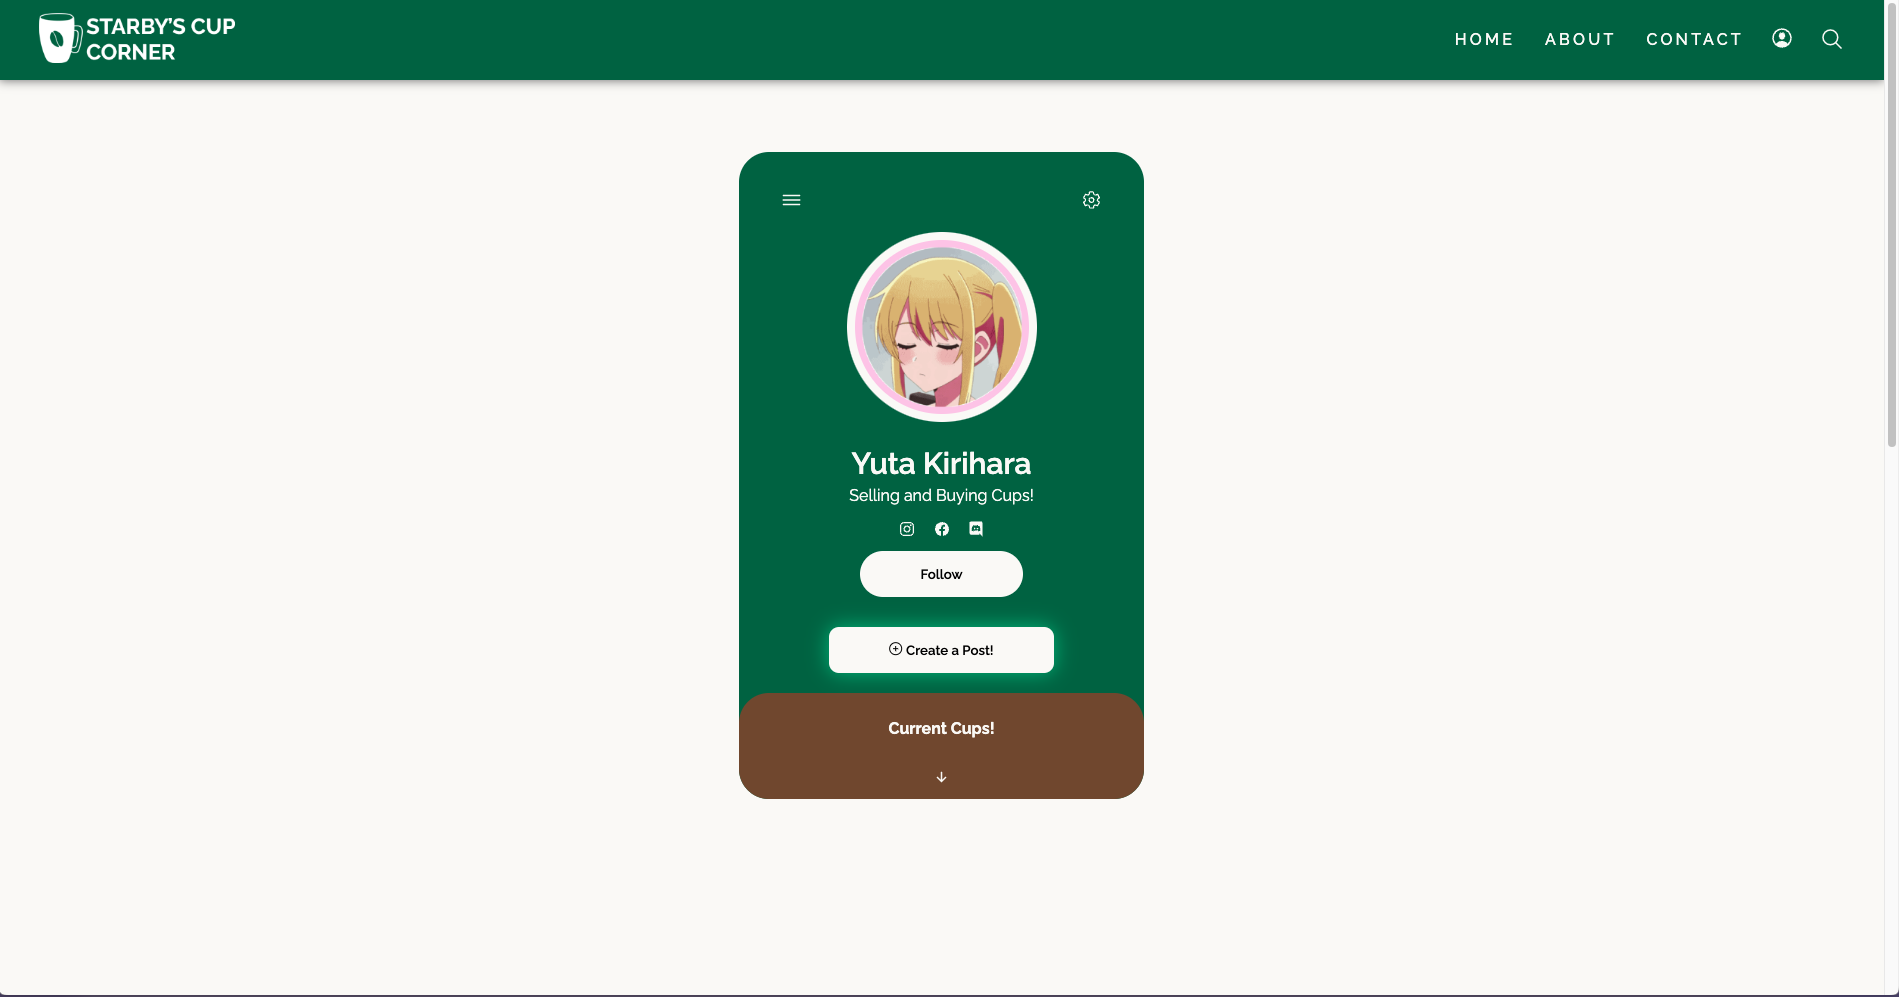 STARBY'S CUP
CORNER
HOME
ABOUT
CONTACT
Yuta Kirihara
Selling and Buying Cups!
Follow
Create a Post!
Current Cups!